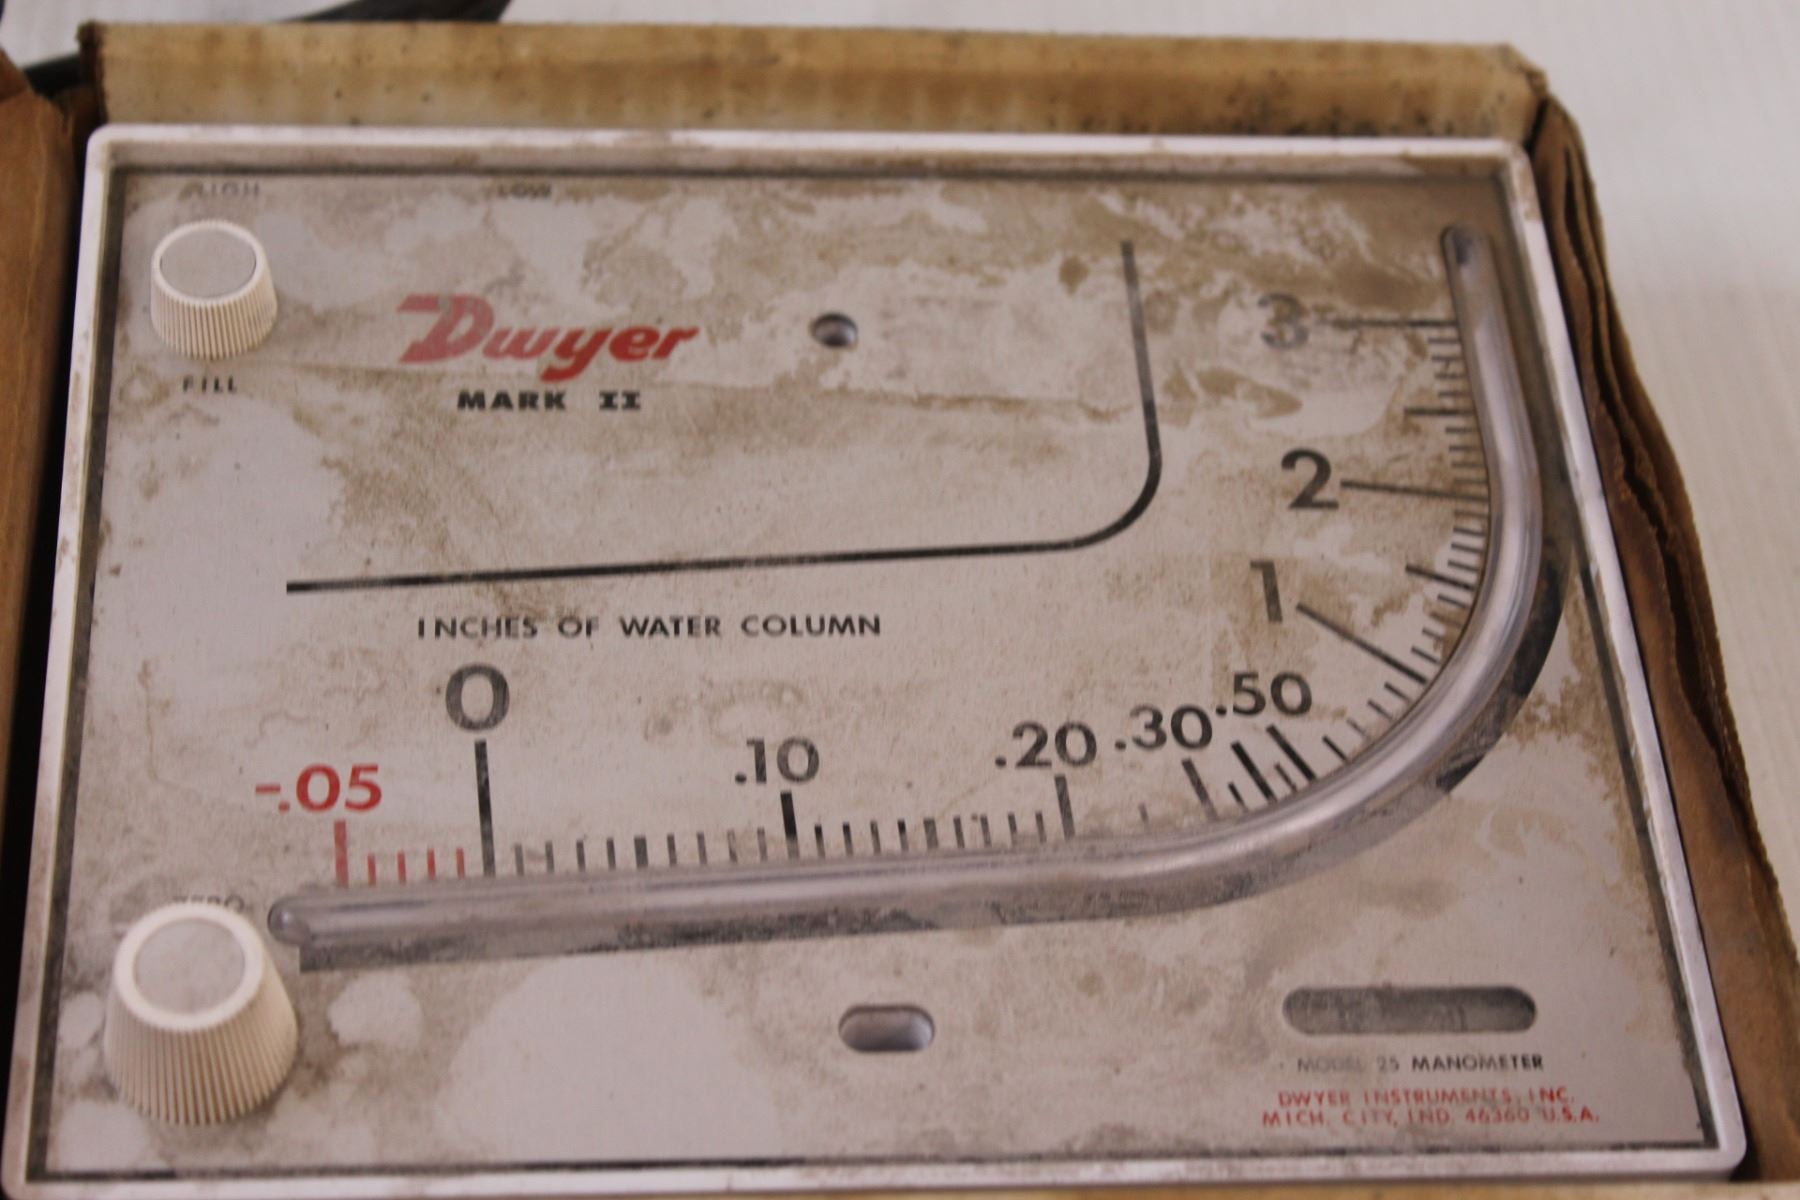 HIGH LOW
Dwyer
MARK II
FILL
3
2
1
INCHES OF WATER COLUMN
0
-.05 .10 .20 .30 .50
ZERO
MODEL 25 MANOMETER
DWYER INSTRUMENTS, INC.
MICH. CITY, IND. 46360 U.S.A.